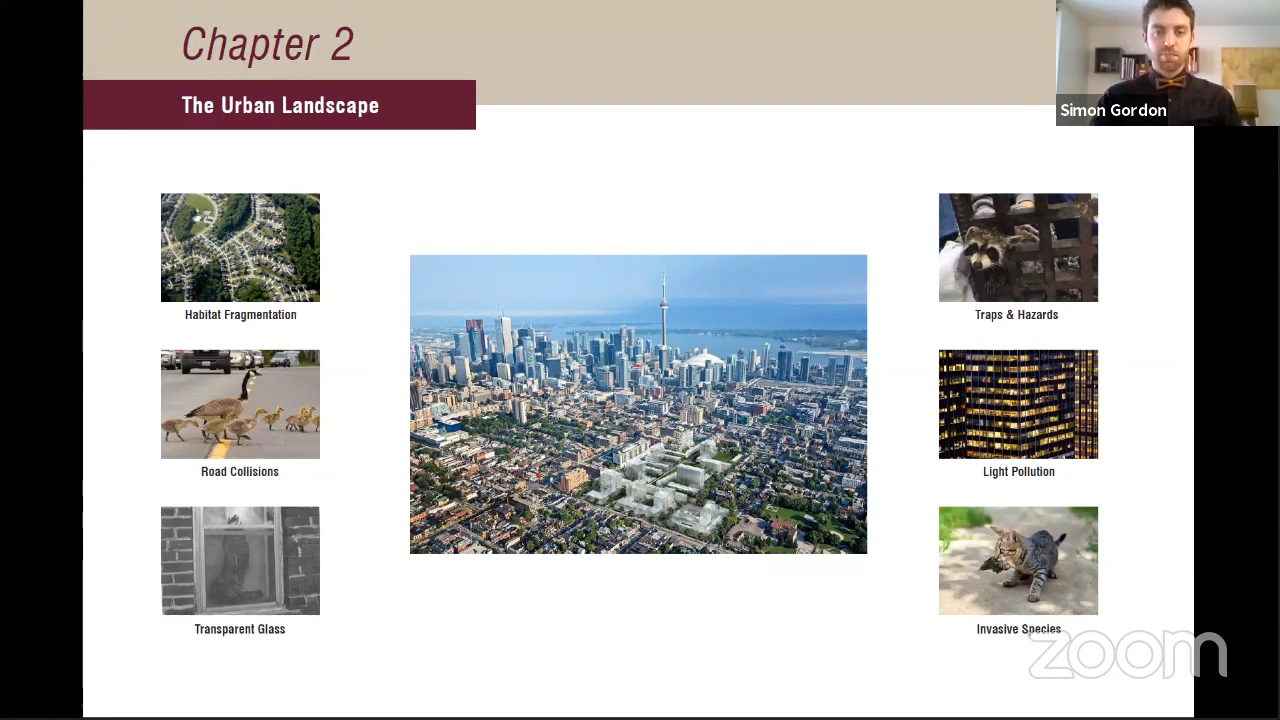 Chapter 2
The Urban Landscape
Simon Gordon
Habitat Fragmentation
Traps & Hazards
Road Collisions
Light Pollution
Transparent Glass
Invasive Species
zoom